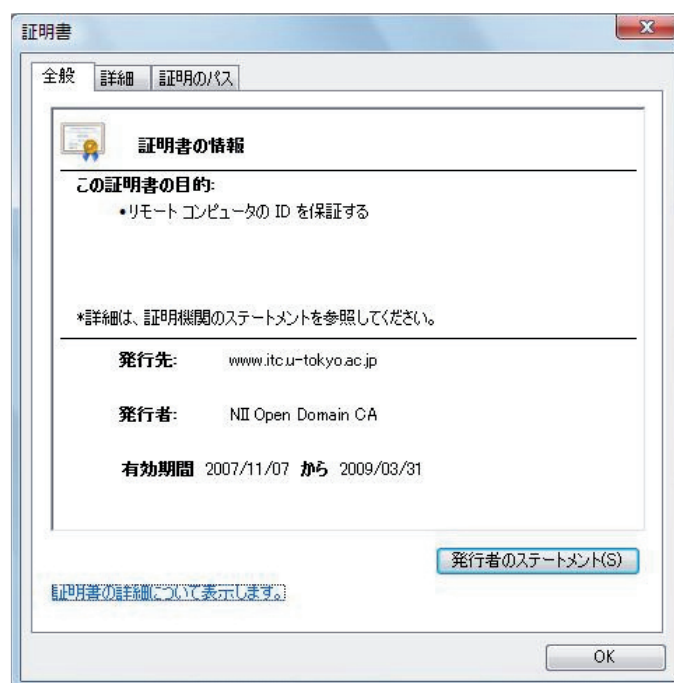 証明書
全般 詳細 証明のパス
証明書の情報
この証明書の目的:
•リモート コンピュータの ID を保証する
*詳細は、証明機関のステートメントを参照してください。
発行先: www.itc.u-tokyo.ac.jp
発行者: NII Open Domain CA
有効期間 2007/11/07 から 2009/03/31
発行者のステートメント(S)
証明書の詳細について表示します。
OK